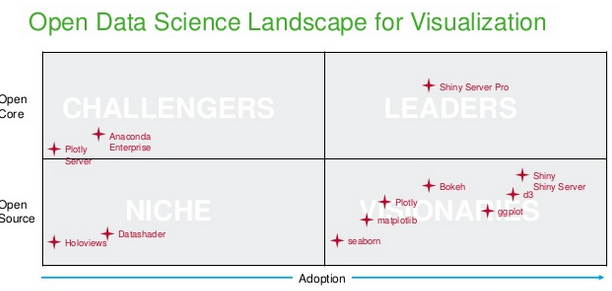 Open Data Science Landscape for Visualization
Open
Core
CHALLENGERS
LEADERS
Shiny Server Pro
Anaconda
Enterprise
Plotly
Server
Open
Source
NICHE
VISIONARIES
Shiny
Shiny Server
Bokeh
d3
Plotly
ggplot
matplotlib
Datashader
seaborn
Holoviews
Adoption